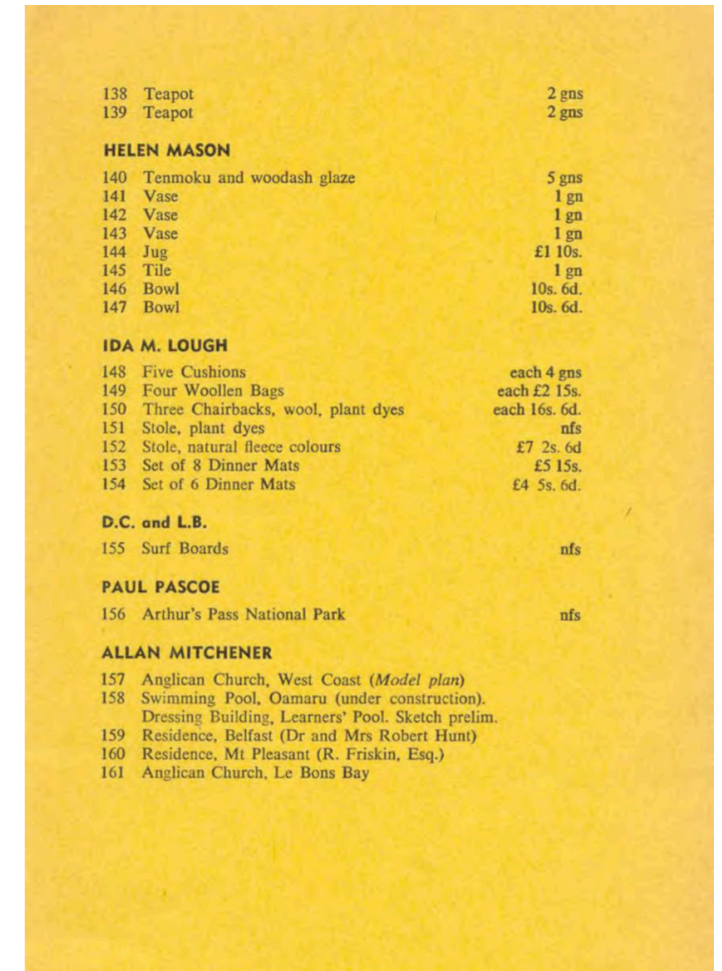 138 Teapot 2 gns
139 Teapot 2 gns
HELEN MASON
140 Tenmoku and woodash glaze 5 gns
141 Vase 1 gn
142 Vase 1 gn
143 Vase 1 gn
144 Jug £1 10s.
145 Tile 1 gn
146 Bowl 10s. 6d.
147 Bowl 10s. 6d.
IDA M. LOUGH
148 Five Cushions each 4 gns
149 Four Woollen Bags each £2 15s.
150 Three Chairbacks, wool, plant dyes each 16s. 6d.
151 Stole, plant dyes nfs
152 Stole, natural fleece colours £7 2s. 6d
153 Set of 8 Dinner Mats £5 15s.
154 Set of 6 Dinner Mats £4 5s. 6d.
D.C. and L.B.
155 Surf Boards nfs
PAUL PASCOE
156 Arthur's Pass National Park nfs
ALLAN MITCHENER
157 Anglican Church, West Coast (Model plan)
158 Swimming Pool, Oamaru (under construction).
Dressing Building, Learners' Pool. Sketch prelim.
159 Residence, Belfast (Dr and Mrs Robert Hunt)
160 Residence, Mt Pleasant (R. Friskin, Esq.)
161 Anglican Church, Le Bons Bay